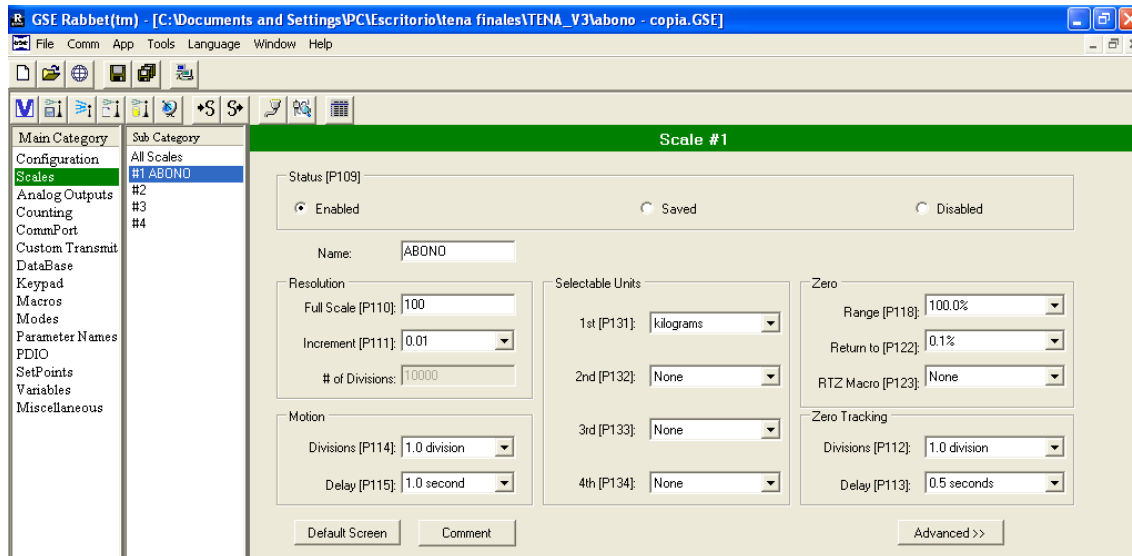 GSE Rabbet(tm) - [C:\Documents and Settings\PC\Escritorio\tena finales\TENA_V3\abono - copia.GSE]
File Comm App Tools Language Window Help
Main Category
Configuration
Scales
Analog Outputs
Counting
CommPort
Custom Transmit
DataBase
Keypad
Macros
Modes
Parameter Names
PDIO
SetPoints
Variables
Miscellaneous
Sub Category
All Scales
#1 ABONO
#2
#3
#4
Scale #1
Status [P109]
Enabled Saved Disabled
Name: ABONO
Resolution
Full Scale [P110]: 100
Increment [P111]: 0.01
# of Divisions: 10000
Motion
Divisions [P114]: 1.0 division
Delay [P115]: 1.0 second
Selectable Units
1st [P131]: kilograms
2nd [P132]: None
3rd [P133]: None
4th [P134]: None
Zero
Range [P118]: 100.0%
Return to [P122]: 0.1%
RTZ Macro [P123]: None
Zero Tracking
Divisions [P112]: 1.0 division
Delay [P113]: 0.5 seconds
Default Screen Comment Advanced >>